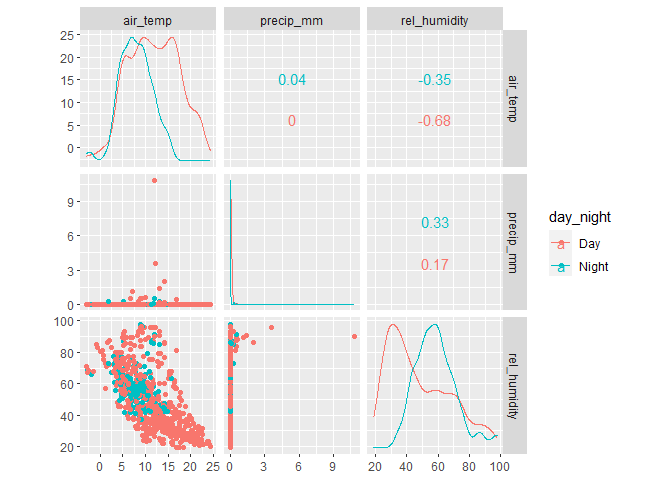 air_temp precip_mm rel_humidity
25
20
15
10
5
0
0.04 -0.35
0 -0.68
air_temp
9
6
3
0
0.33
0.17
precip_mm
day_night
a Day
a Night
100
80
60
40
20
rel_humidity
0 5 10 15 20 25 0 3 6 9 20 40 60 80 100